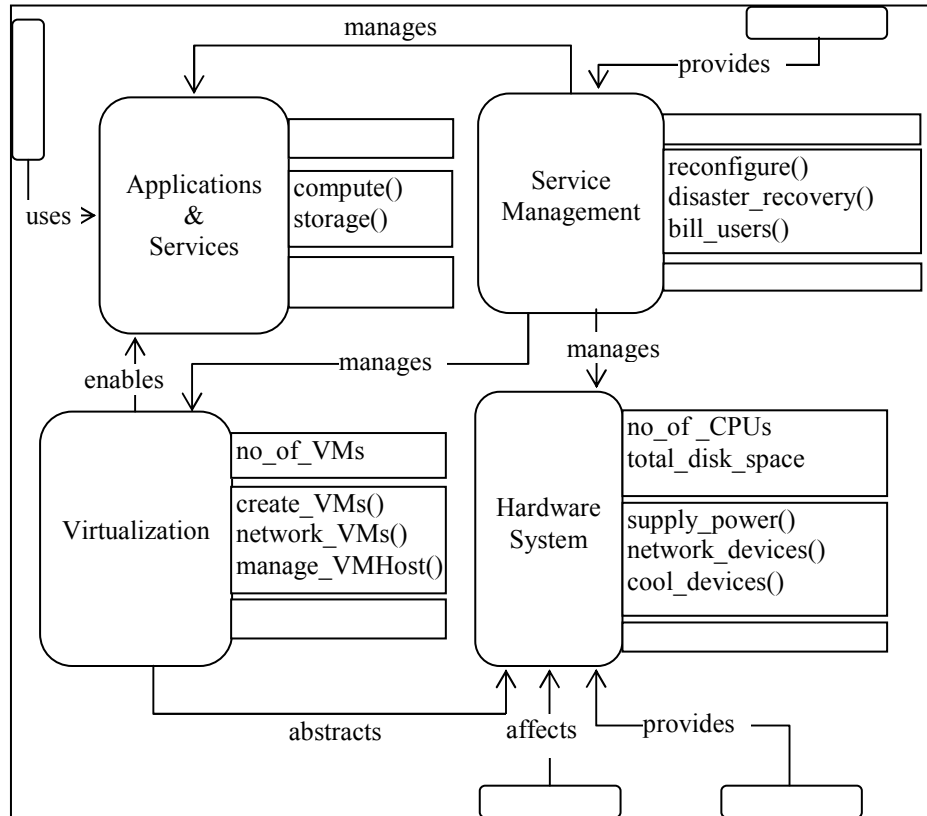 manages
provides
Applications
&
Services
compute()
storage()
Service
Management
reconfigure()
disaster_recovery()
bill_users()
uses
manages
manages
enables
Virtualization
no_of_VMs
create_VMs()
network_VMs()
manage_VMHost()
Hardware
System
no_of _CPUs
total_disk_space
supply_power()
network_devices()
cool_devices()
abstracts
affects
provides